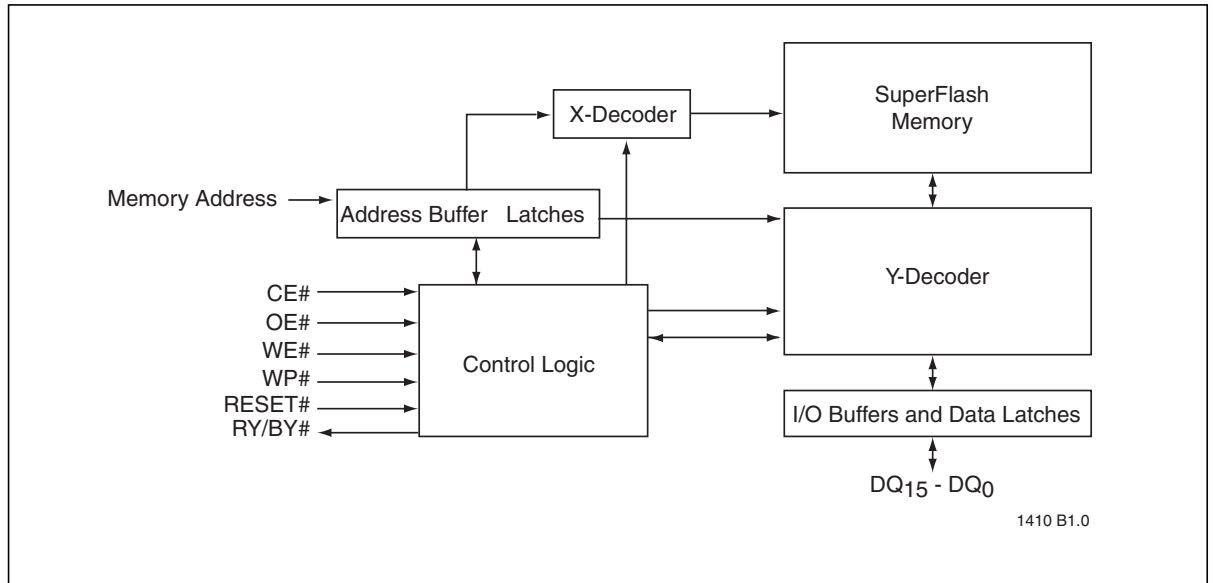 SuperFlash
Memory
X-Decoder
Memory Address
Address Buffer Latches
Y-Decoder
CE#
OE#
WE#
WP#
RESET#
RY/BY#
Control Logic
I/O Buffers and Data Latches
DQ15 - DQ0
1410 B1.0